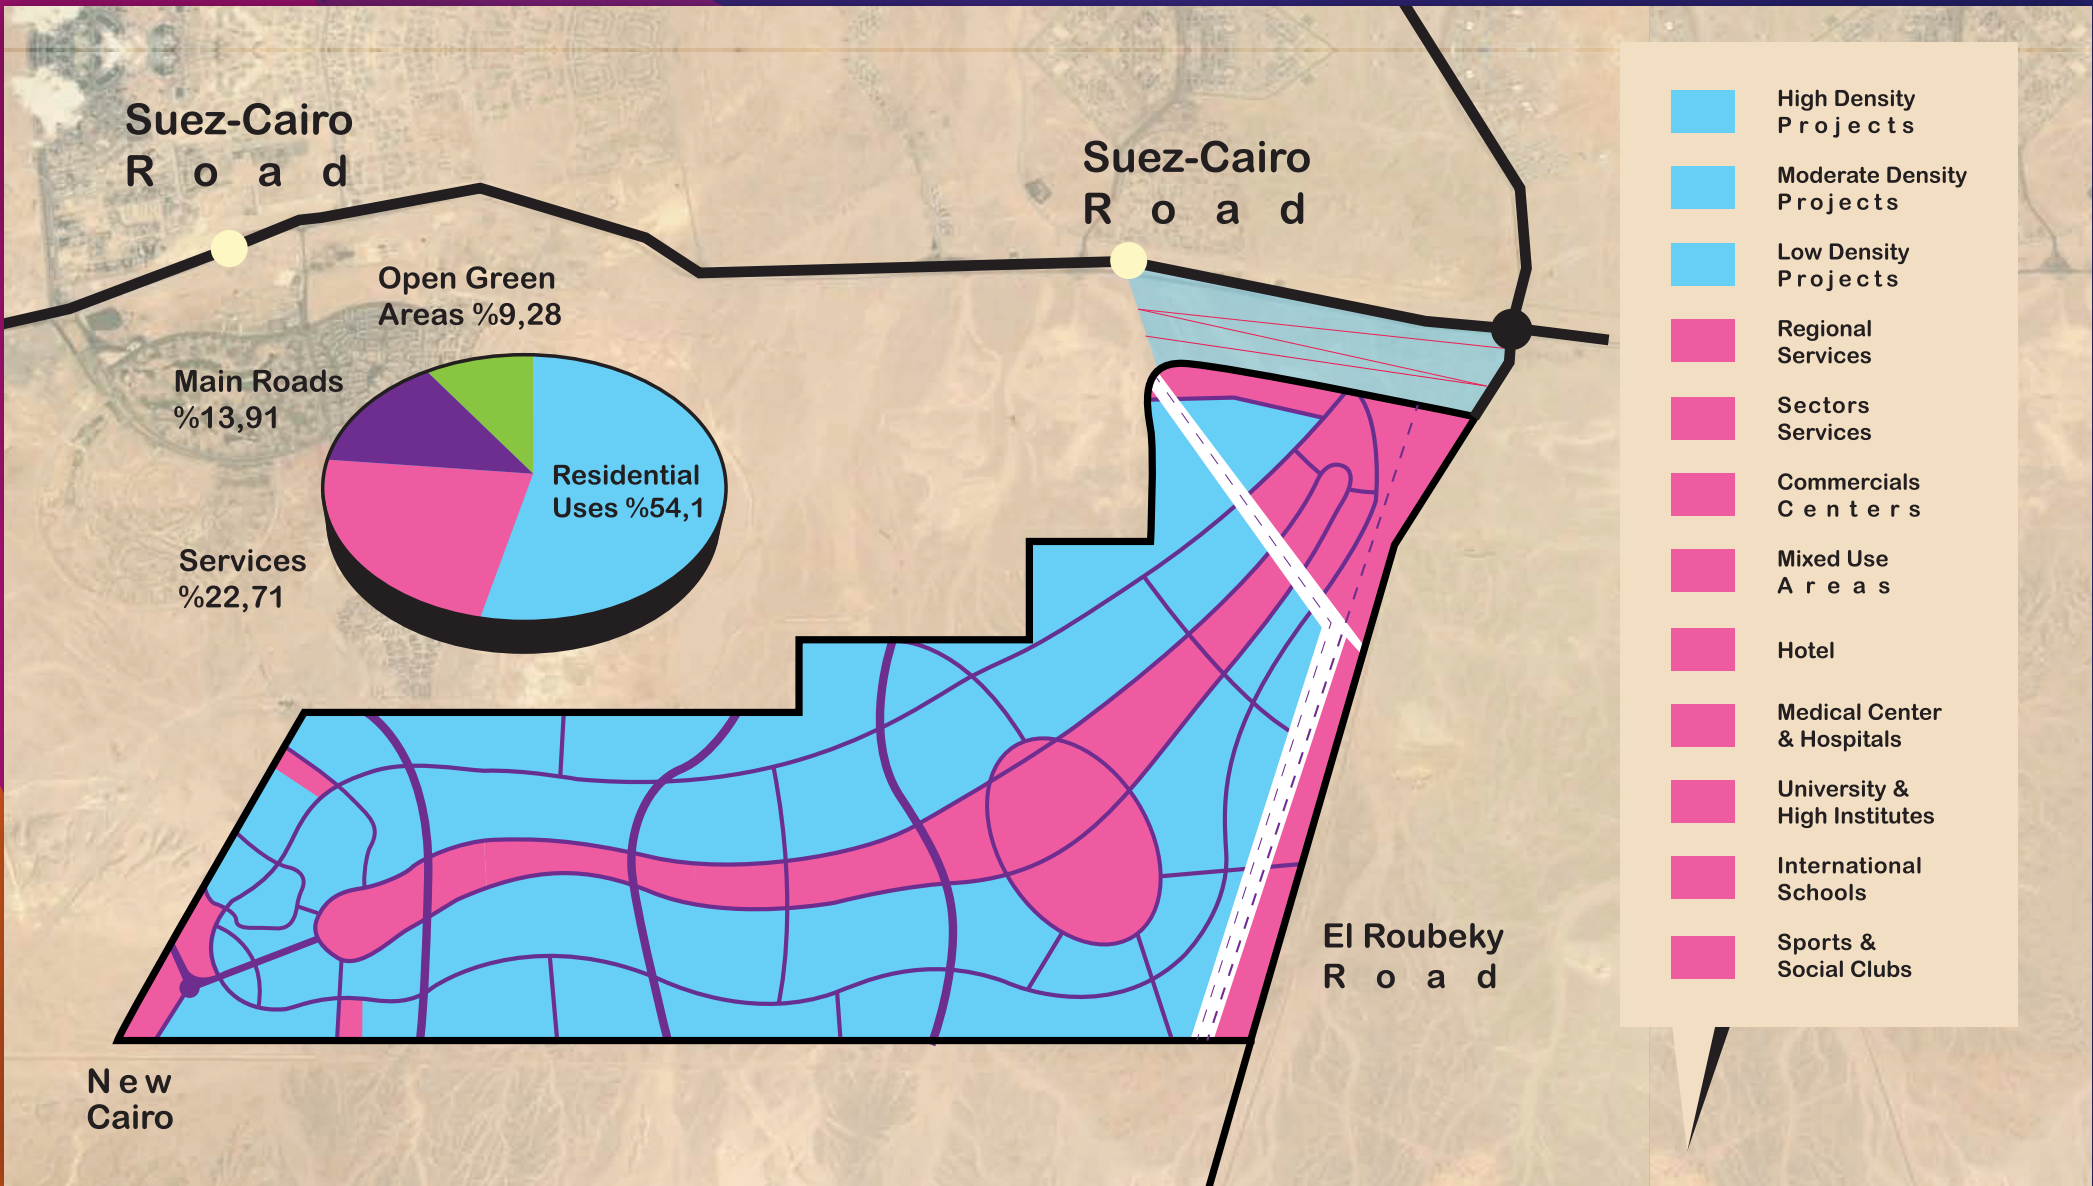 Suez-Cairo
Road
Suez-Cairo
Road
Open Green
Areas %9,28
Main Roads
%13,91
Residential
Uses %54,1
Services
%22,71
El Roubeky
Road
New
Cairo
High Density
Projects
Moderate Density
Projects
Low Density
Projects
Regional
Services
Sectors
Services
Commercials
Centers
Mixed Use
Areas
Hotel
Medical Center
& Hospitals
University &
High Institutes
International
Schools
Sports &
Social Clubs